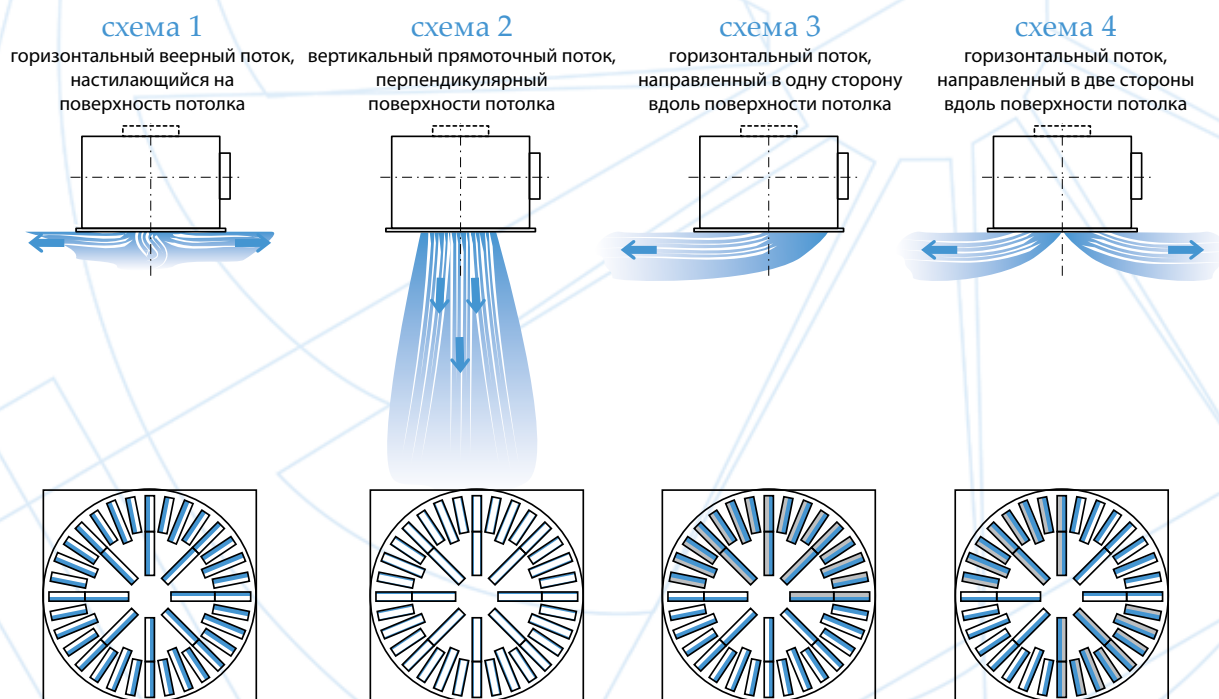 схема 1
горизонтальный веерный поток,
настилающийся на
поверхность потолка
схема 2
вертикальный прямоточный поток,
перпендикулярный
поверхности потолка
схема 3
горизонтальный поток,
направленный в одну сторону
вдоль поверхности потолка
схема 4
горизонтальный поток,
направленный в две стороны
вдоль поверхности потолка